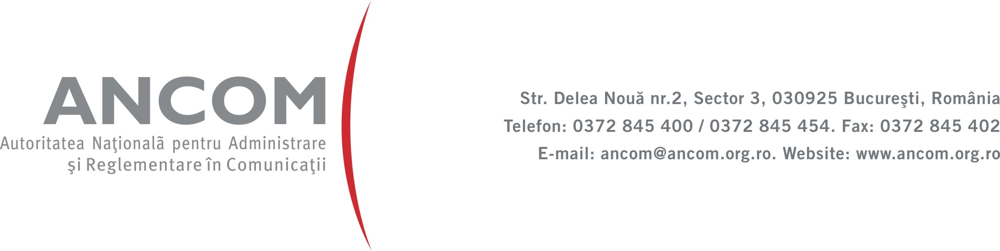 ANCOM
Autoritatea Naţionalã pentru Administrare
şi Reglementare în Comunicaţii
Str. Delea Nouă nr.2, Sector 3, 030925 Bucureşti, România
Telefon: 0372 845 400 / 0372 845 454. Fax: 0372 845 402
E-mail: ancom@ancom.org.ro. Website: www.ancom.org.ro